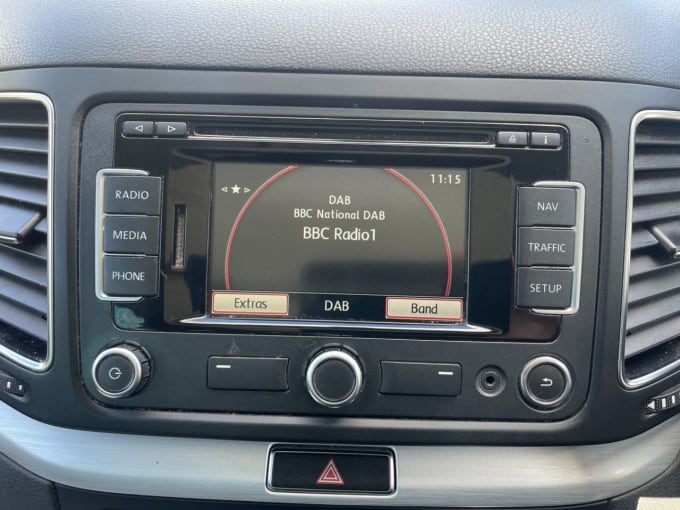 RADIO
MEDIA
PHONE
11:15
DAB
BBC National DAB
BBC Radio1
Extras
DAB
Band
NAV
TRAFFIC
SETUP
i